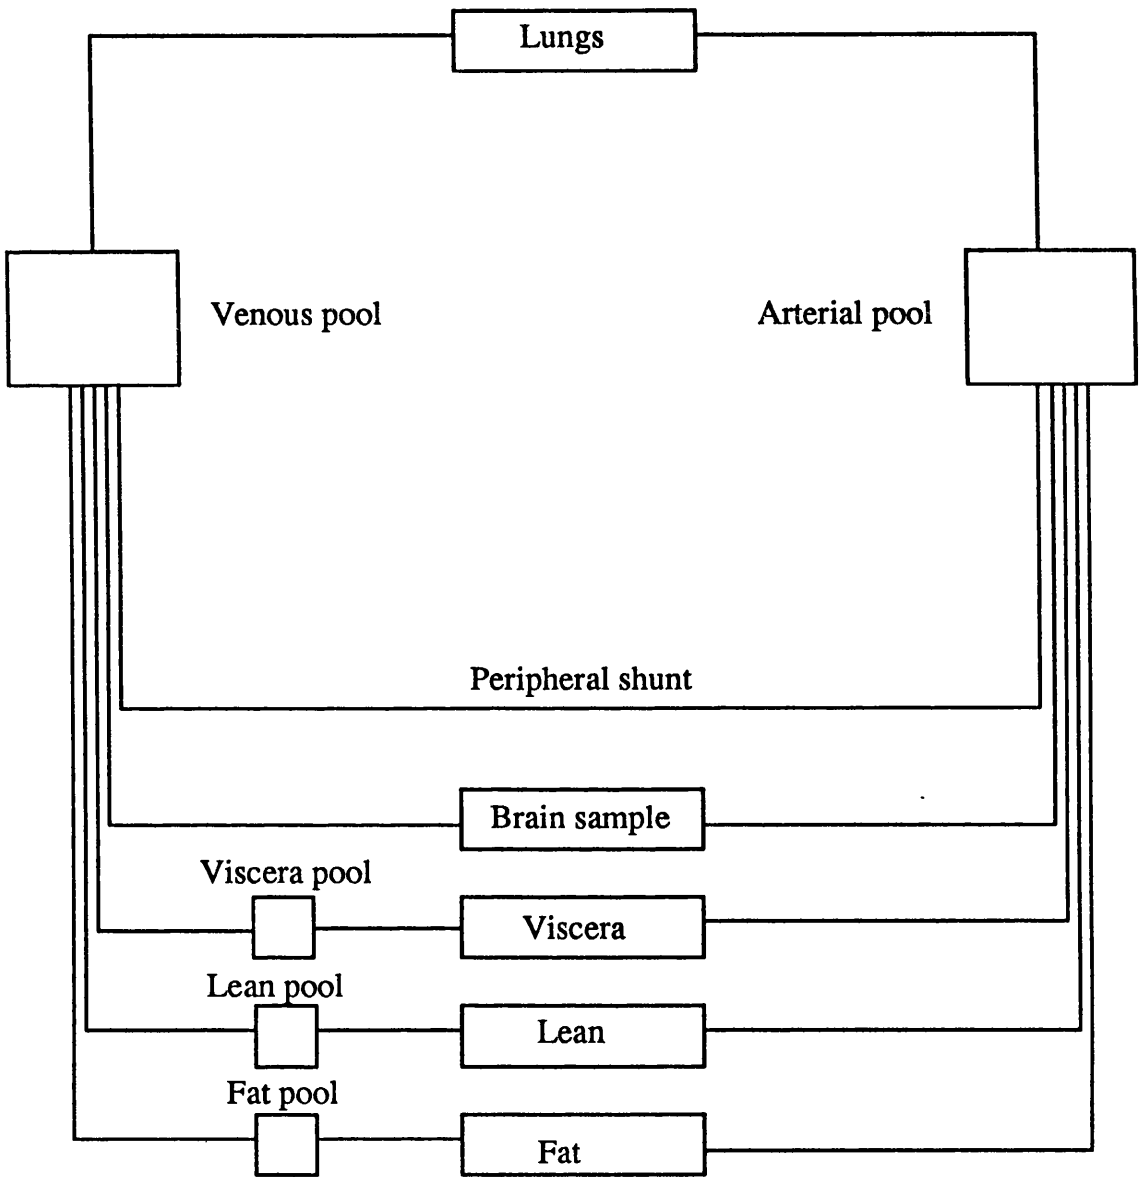 Lungs
Venous pool
Arterial pool
Peripheral shunt
Brain sample
Viscera pool
Viscera
Lean pool
Lean
Fat pool
Fat